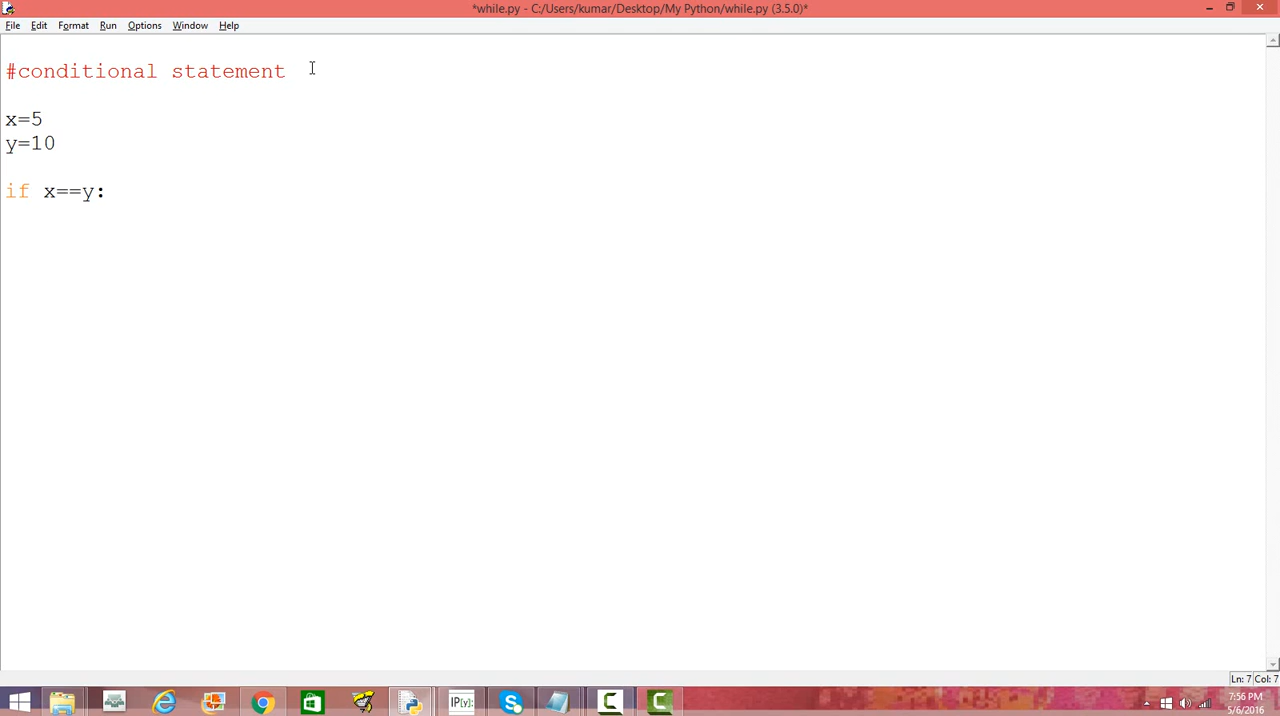 *while.py - C:/Users/kumar/Desktop/My Python/while.py (3.5.0)*
File Edit Format Run Options Window Help
#conditional statement
x=5
y=10
if x==y:
Ln: 7 Col: 7
IP[y]:
7:56 PM
5/6/2016